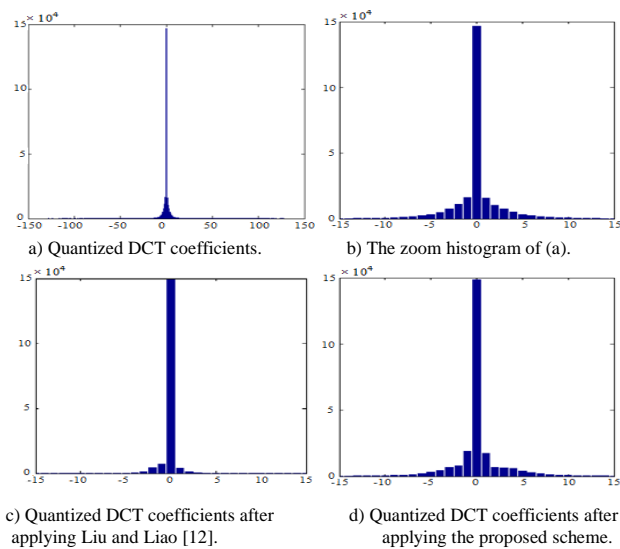 15 × 10⁴
10
5
0
-150 -100 -50 0 50 100 150
a) Quantized DCT coefficients.
15 × 10⁴
10
5
0
-15 -10 -5 0 5 10 15
b) The zoom histogram of (a).
15 × 10⁴
10
5
0
-15 -10 -5 0 5 10 15
c) Quantized DCT coefficients after
applying Liu and Liao [12].
15 × 10⁴
10
5
0
-15 -10 -5 0 5 10 15
d) Quantized DCT coefficients after
applying the proposed scheme.